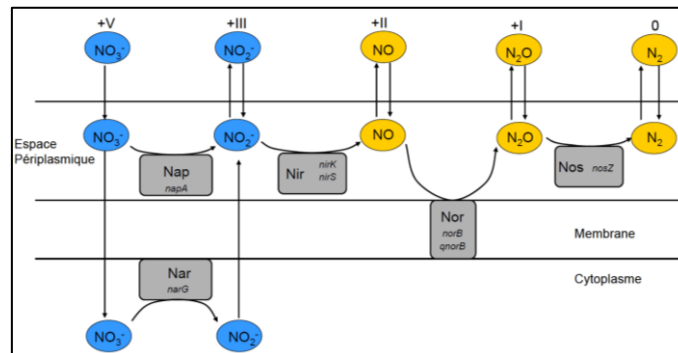 +V +III +II +I 0
NO₃⁻ NO₂⁻ NO N₂O N₂
Espace
Périplasmique
NO₃⁻ NO₂⁻ NO N₂O N₂
Nap
napA
Nir nirK
nirS
Nos nosZ
Nor
norB
qnorB
Membrane
Nar
narG
Cytoplasme
NO₃⁻ NO₂⁻